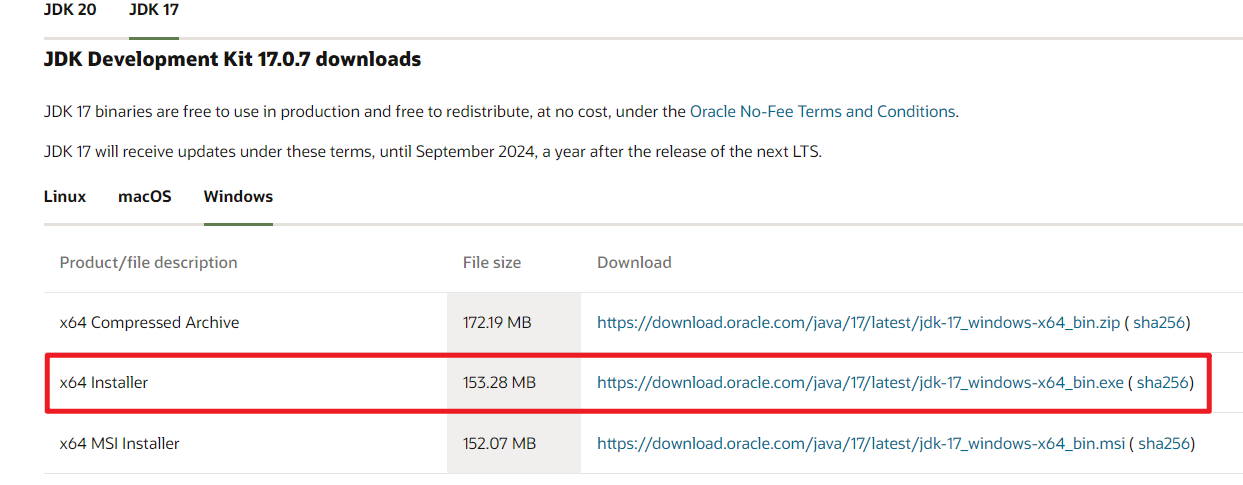 JDK 20 JDK 17
JDK Development Kit 17.0.7 downloads
JDK 17 binaries are free to use in production and free to redistribute, at no cost, under the Oracle No-Fee Terms and Conditions.
JDK 17 will receive updates under these terms, until September 2024, a year after the release of the next LTS.
Linux macOS Windows
Product/file description File size Download
x64 Compressed Archive 172.19 MB https://download.oracle.com/java/17/latest/jdk-17_windows-x64_bin.zip ( sha256)
x64 Installer 153.28 MB https://download.oracle.com/java/17/latest/jdk-17_windows-x64_bin.exe ( sha256)
x64 MSI Installer 152.07 MB https://download.oracle.com/java/17/latest/jdk-17_windows-x64_bin.msi ( sha256)